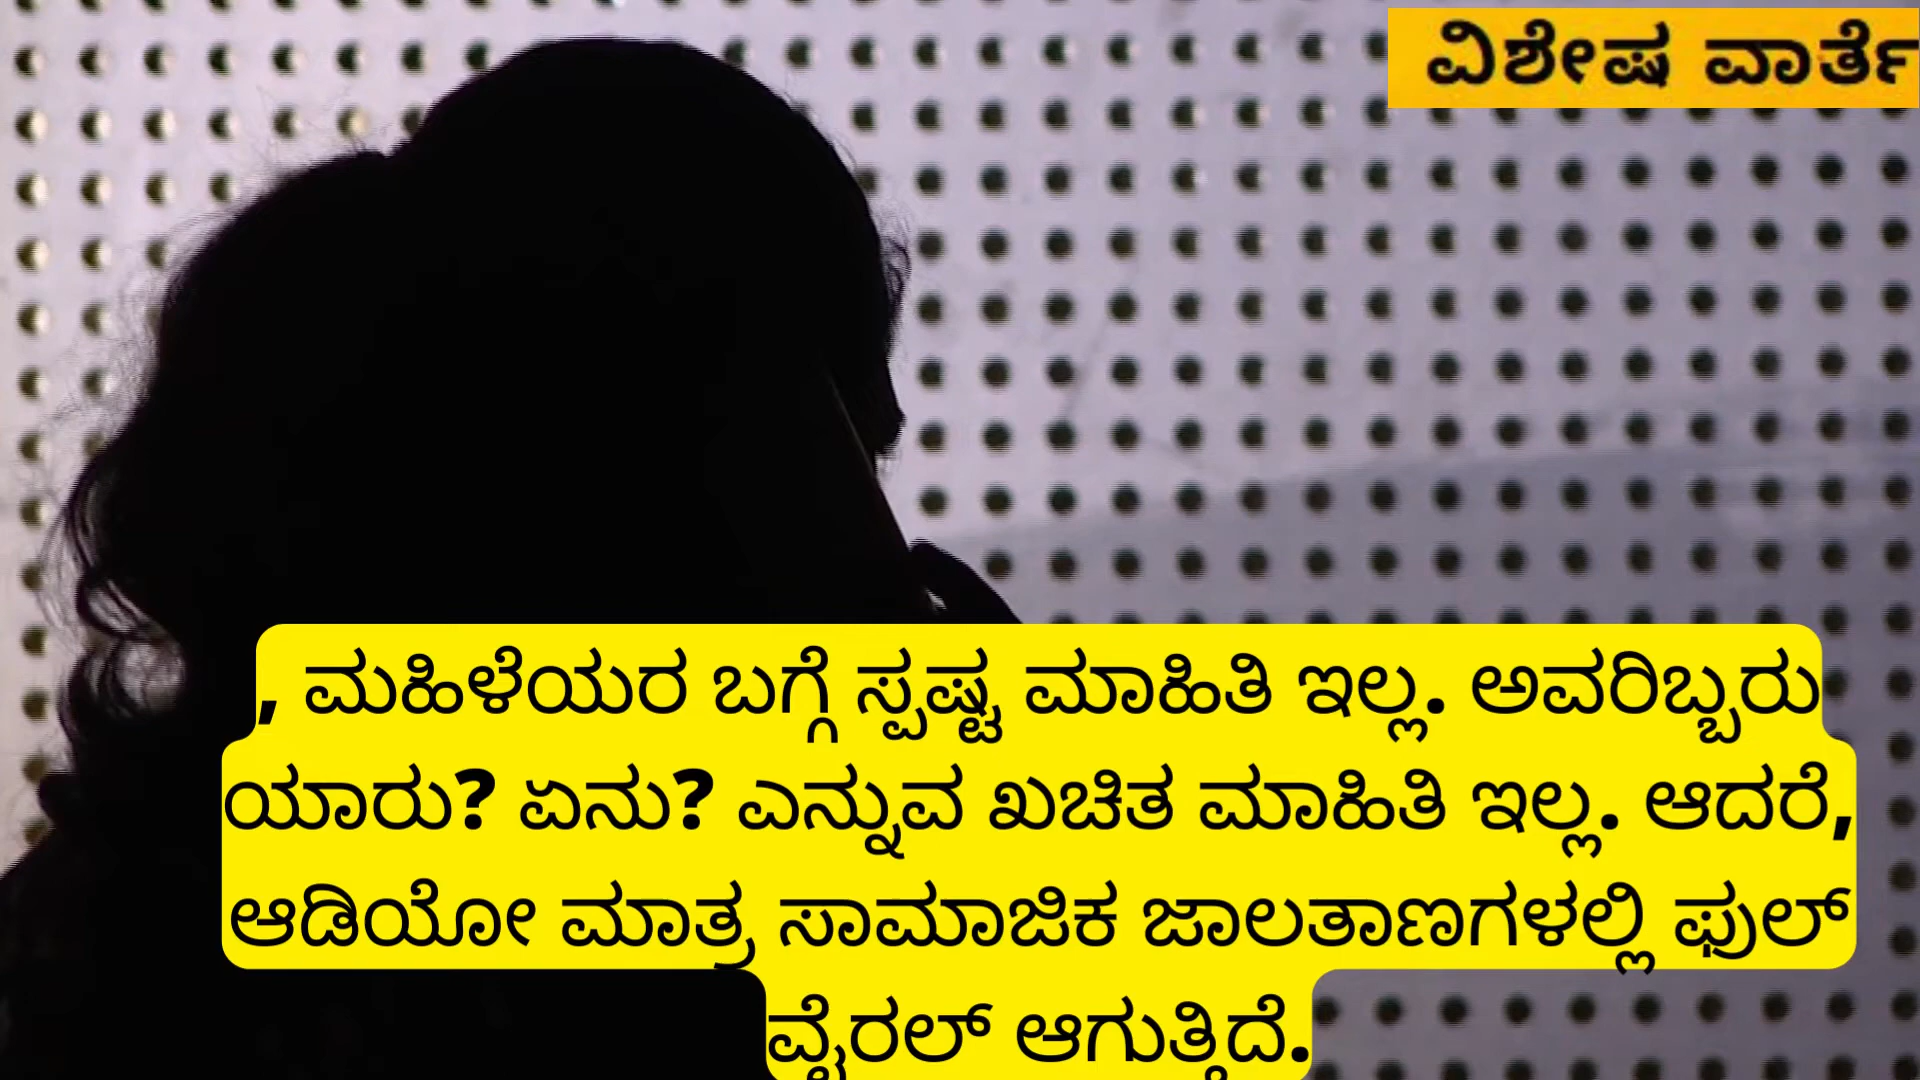 ವಿಶೇಷ ವಾರ್ತೆ
, ಮಹಿಳೆಯರ ಬಗ್ಗೆ ಸ್ಪಷ್ಟ ಮಾಹಿತಿ ಇಲ್ಲ. ಅವರಿಬ್ಬರು
ಯಾರು? ಏನು? ಎನ್ನುವ ಖಚಿತ ಮಾಹಿತಿ ಇಲ್ಲ. ಆದರೆ,
ಆಡಿಯೋ ಮಾತ್ರ ಸಾಮಾಜಿಕ ಜಾಲತಾಣಗಳಲ್ಲಿ ಫುಲ್
ವೈರಲ್ ಆಗುತ್ತಿದೆ.